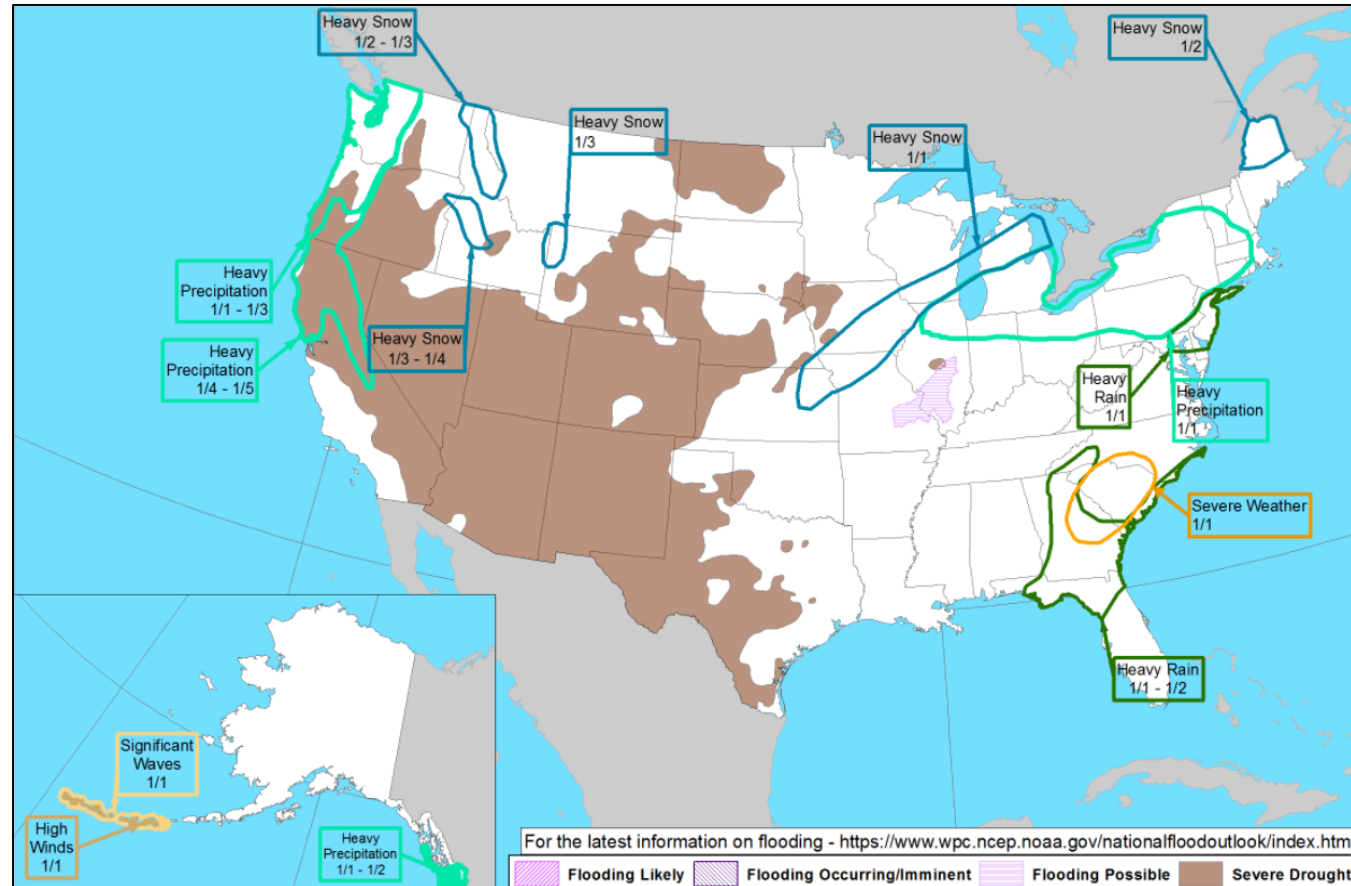 Heavy Snow
1/2 - 1/3
Heavy Snow
1/2
Heavy Snow
1/3
Heavy Snow
1/1
Heavy
Precipitation
1/1 - 1/3
Heavy Snow
1/3 - 1/4
Heavy
Precipitation
1/4 - 1/5
Heavy
Rain
1/1
Heavy
Precipitation
1/1
Severe Weather
1/1
Heavy Rain
1/1 - 1/2
Significant
Waves
1/1
High
Winds
1/1
Heavy
Precipitation
1/1 - 1/2
For the latest information on flooding - https://www.wpc.ncep.noaa.gov/nationalfloodoutlook/index.htm
Flooding Likely Flooding Occurring/Imminent Flooding Possible Severe Drought